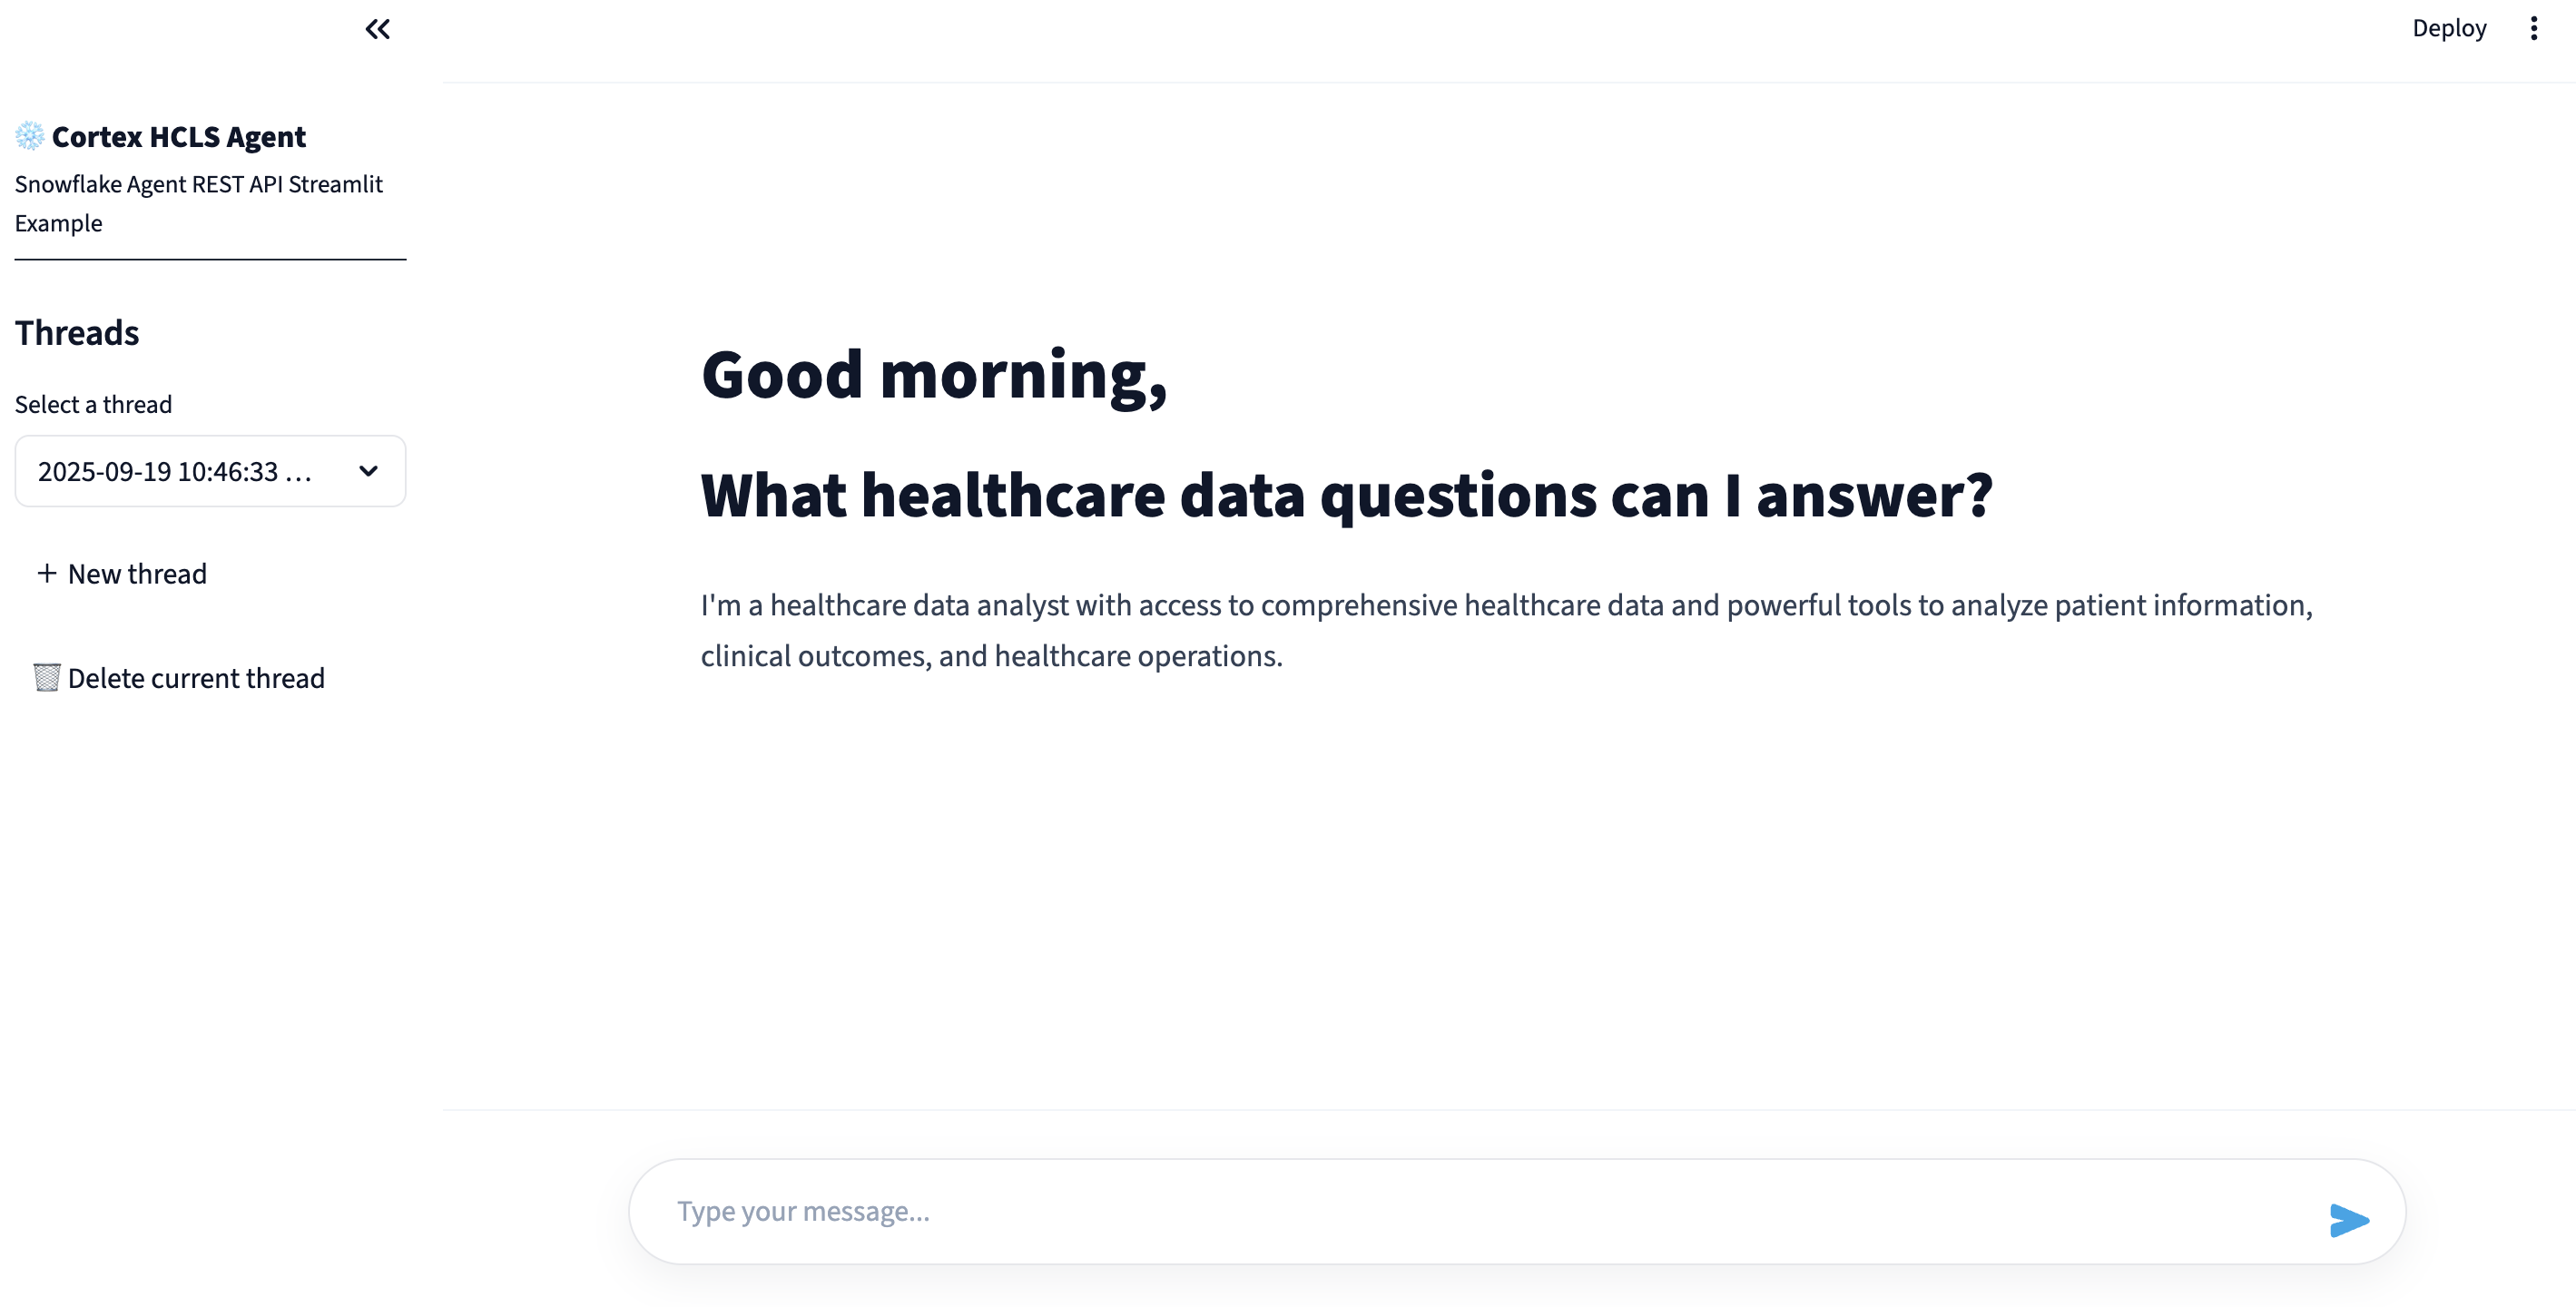 Deploy
Cortex HCLS Agent
Snowflake Agent REST API Streamlit
Example
Threads
Select a thread
2025-09-19 10:46:33 ...
+ New thread
Delete current thread
Good morning,
What healthcare data questions can I answer?
I'm a healthcare data analyst with access to comprehensive healthcare data and powerful tools to analyze patient information,
clinical outcomes, and healthcare operations.
Type your message...